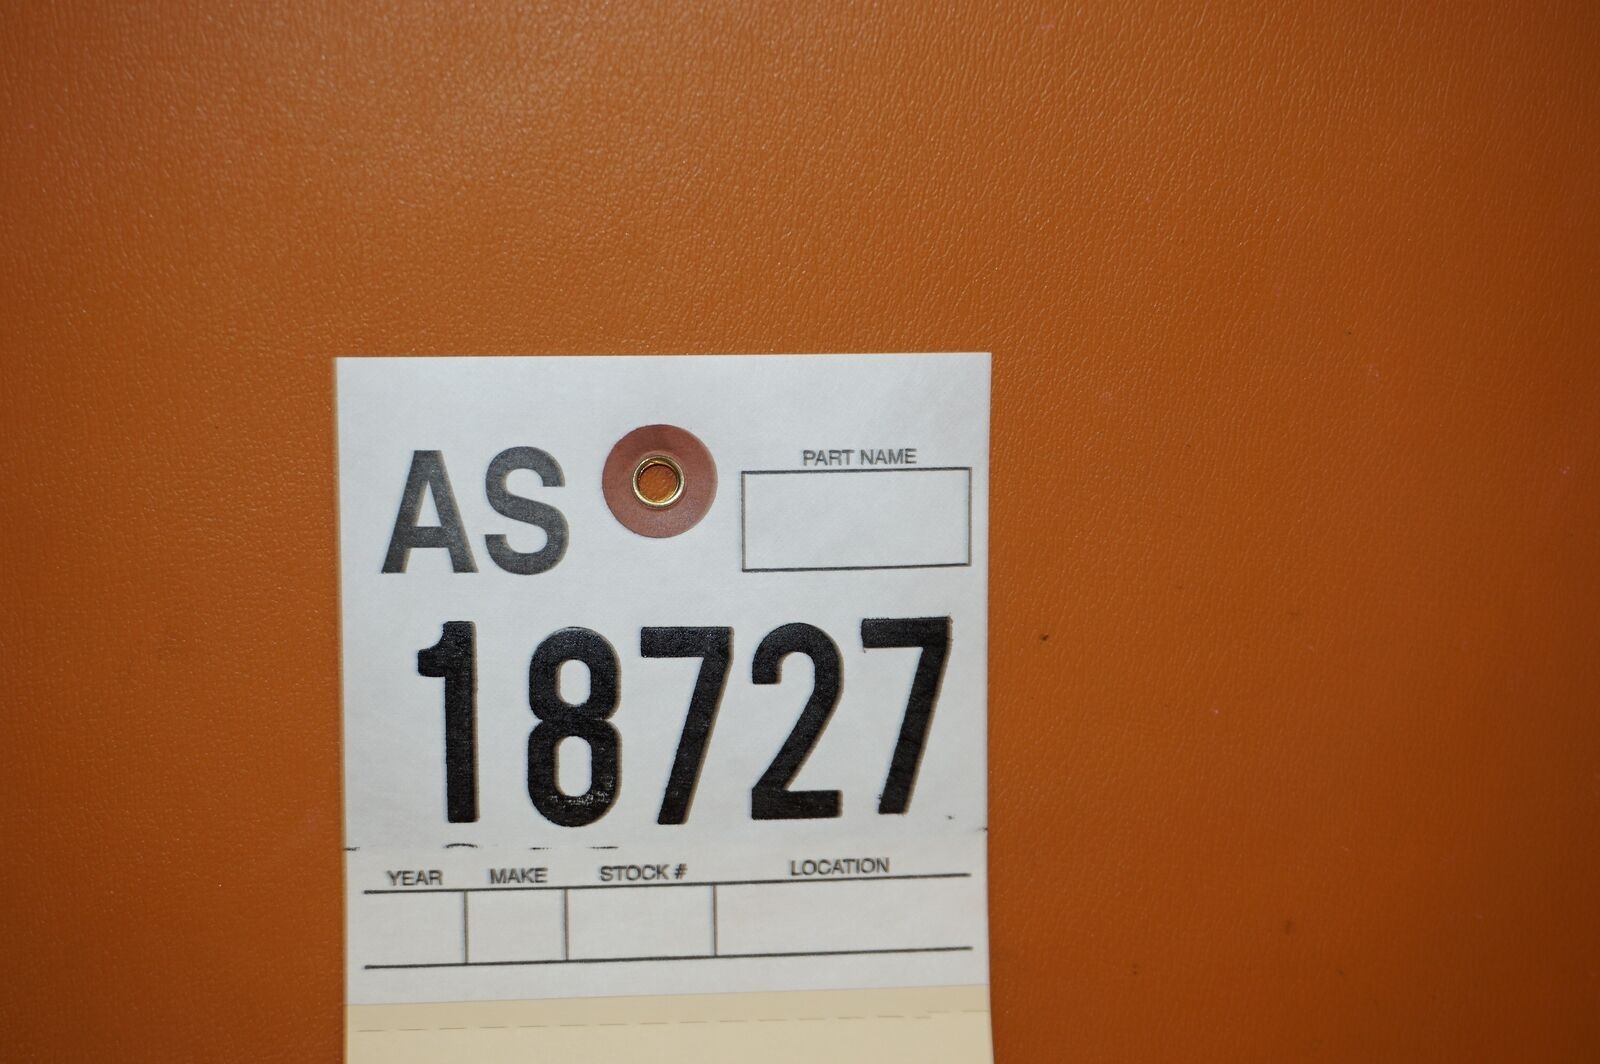 AS
PART NAME
18727
YEAR MAKE STOCK # LOCATION